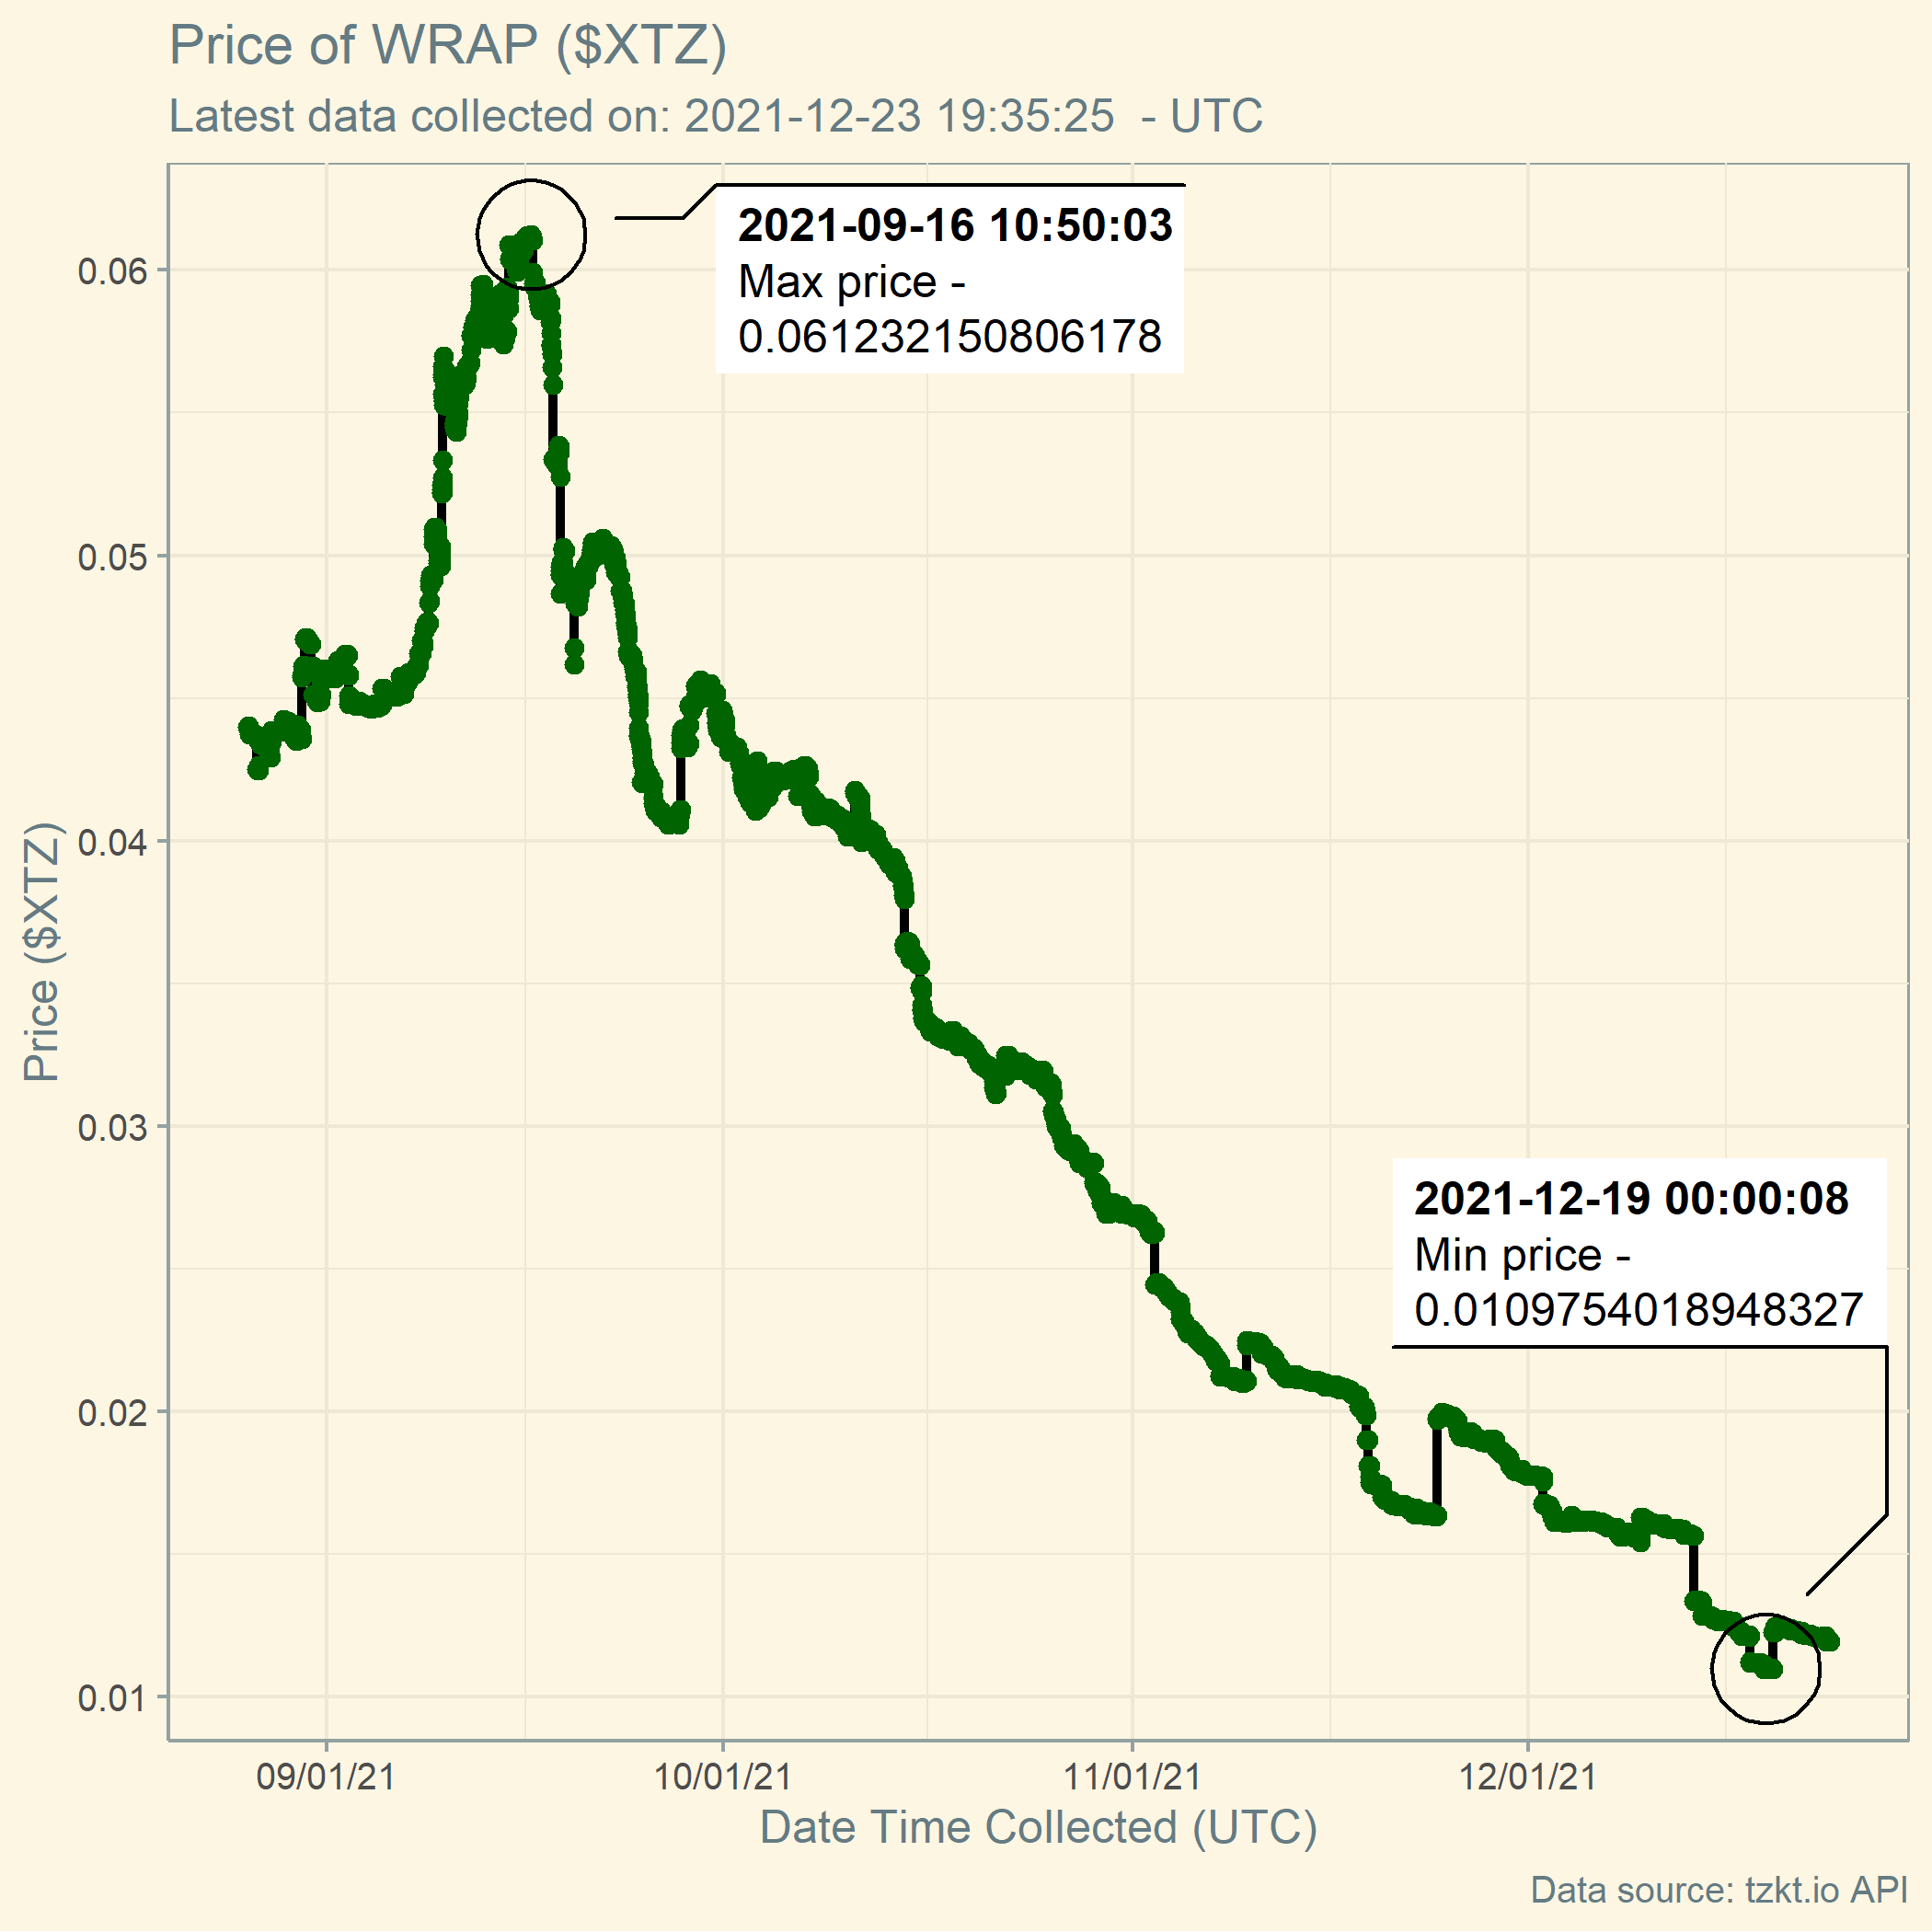 Price of WRAP ($XTZ)
Latest data collected on: 2021-12-23 19:35:25  - UTC
2021-09-16 10:50:03
Max price -
0.061232150806178
2021-12-19 00:00:08
Min price -
0.0109754018948327
Price ($XTZ)
0.06
0.05
0.04
0.03
0.02
0.01
09/01/21
10/01/21
11/01/21
12/01/21
Date Time Collected (UTC)
Data source: tzkt.io API